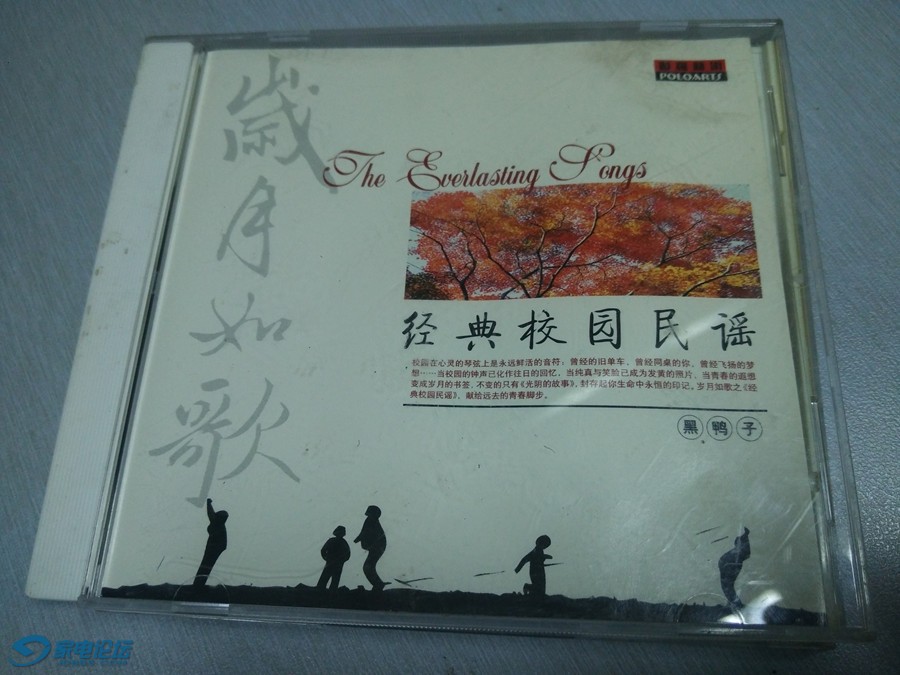 歲月如歌
The Everlasting Songs
POLOARTS
经典校园民谣
校园在心灵的琴弦上是永远鲜活的音符；曾经的旧单车、曾经同桌的你、曾经飞扬的梦
想……当校园的钟声已化作往日的回忆、当纯真与笑脸已成为发黄的照片、当青春的遐想
变成岁月的书签，不变的只有《光阴的故事》，封存起你生命中永恒的印记。岁月如歌之《经
典校园民谣》，献给远去的青春脚步。
黑鸭子
家电论坛